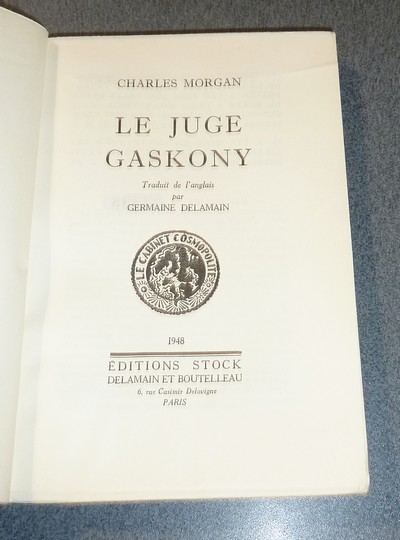 CHARLES MORGAN
LE JUGE
GASKONY
Traduit de l'anglais
par
GERMAINE DELAMAIN
LE CABINET COSMOPOLITE
1948
ÉDITIONS STOCK
DELAMAIN ET BOUTELLEAU
6, rue Casimir Delavigne
PARIS